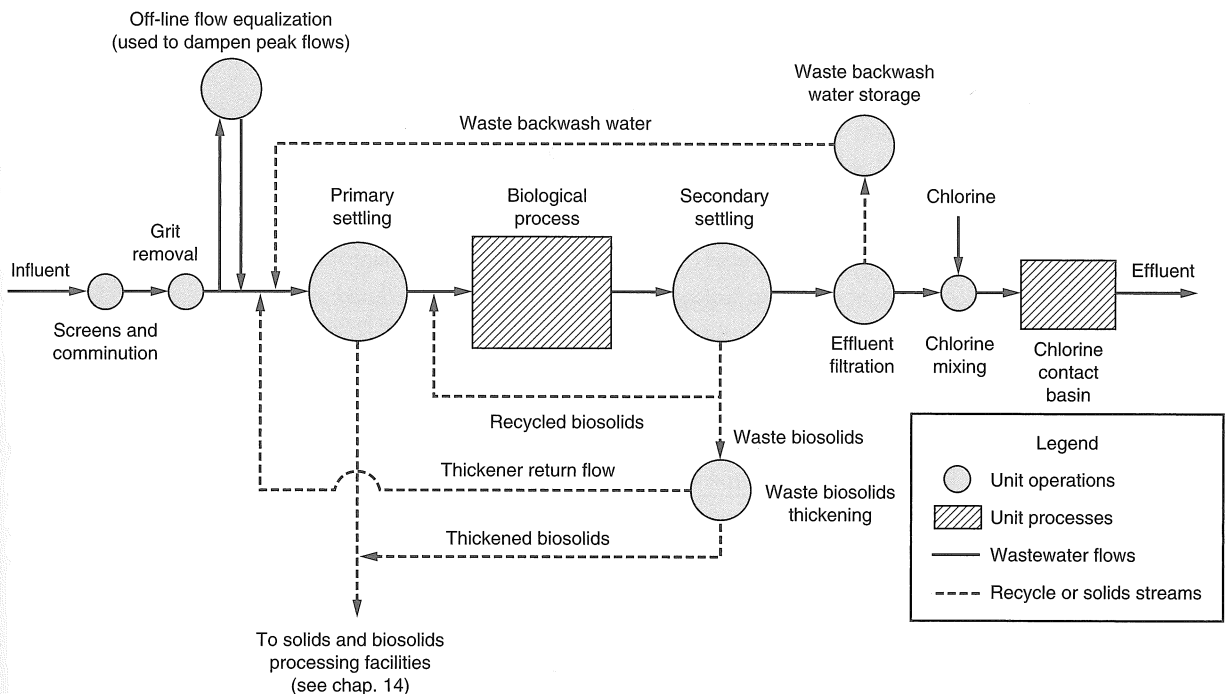 Off-line flow equalization
(used to dampen peak flows)
Waste backwash
water storage
Waste backwash water
Primary
settling
Biological
process
Secondary
settling
Chlorine
Grit
removal
Influent
Effluent
Screens and
comminution
Effluent
filtration
Chlorine
mixing
Chlorine
contact
basin
Recycled biosolids
Waste biosolids
Thickener return flow
Waste biosolids
thickening
Thickened biosolids
To solids and biosolids
processing facilities
(see chap. 14)
Legend
Unit operations
Unit processes
Wastewater flows
Recycle or solids streams